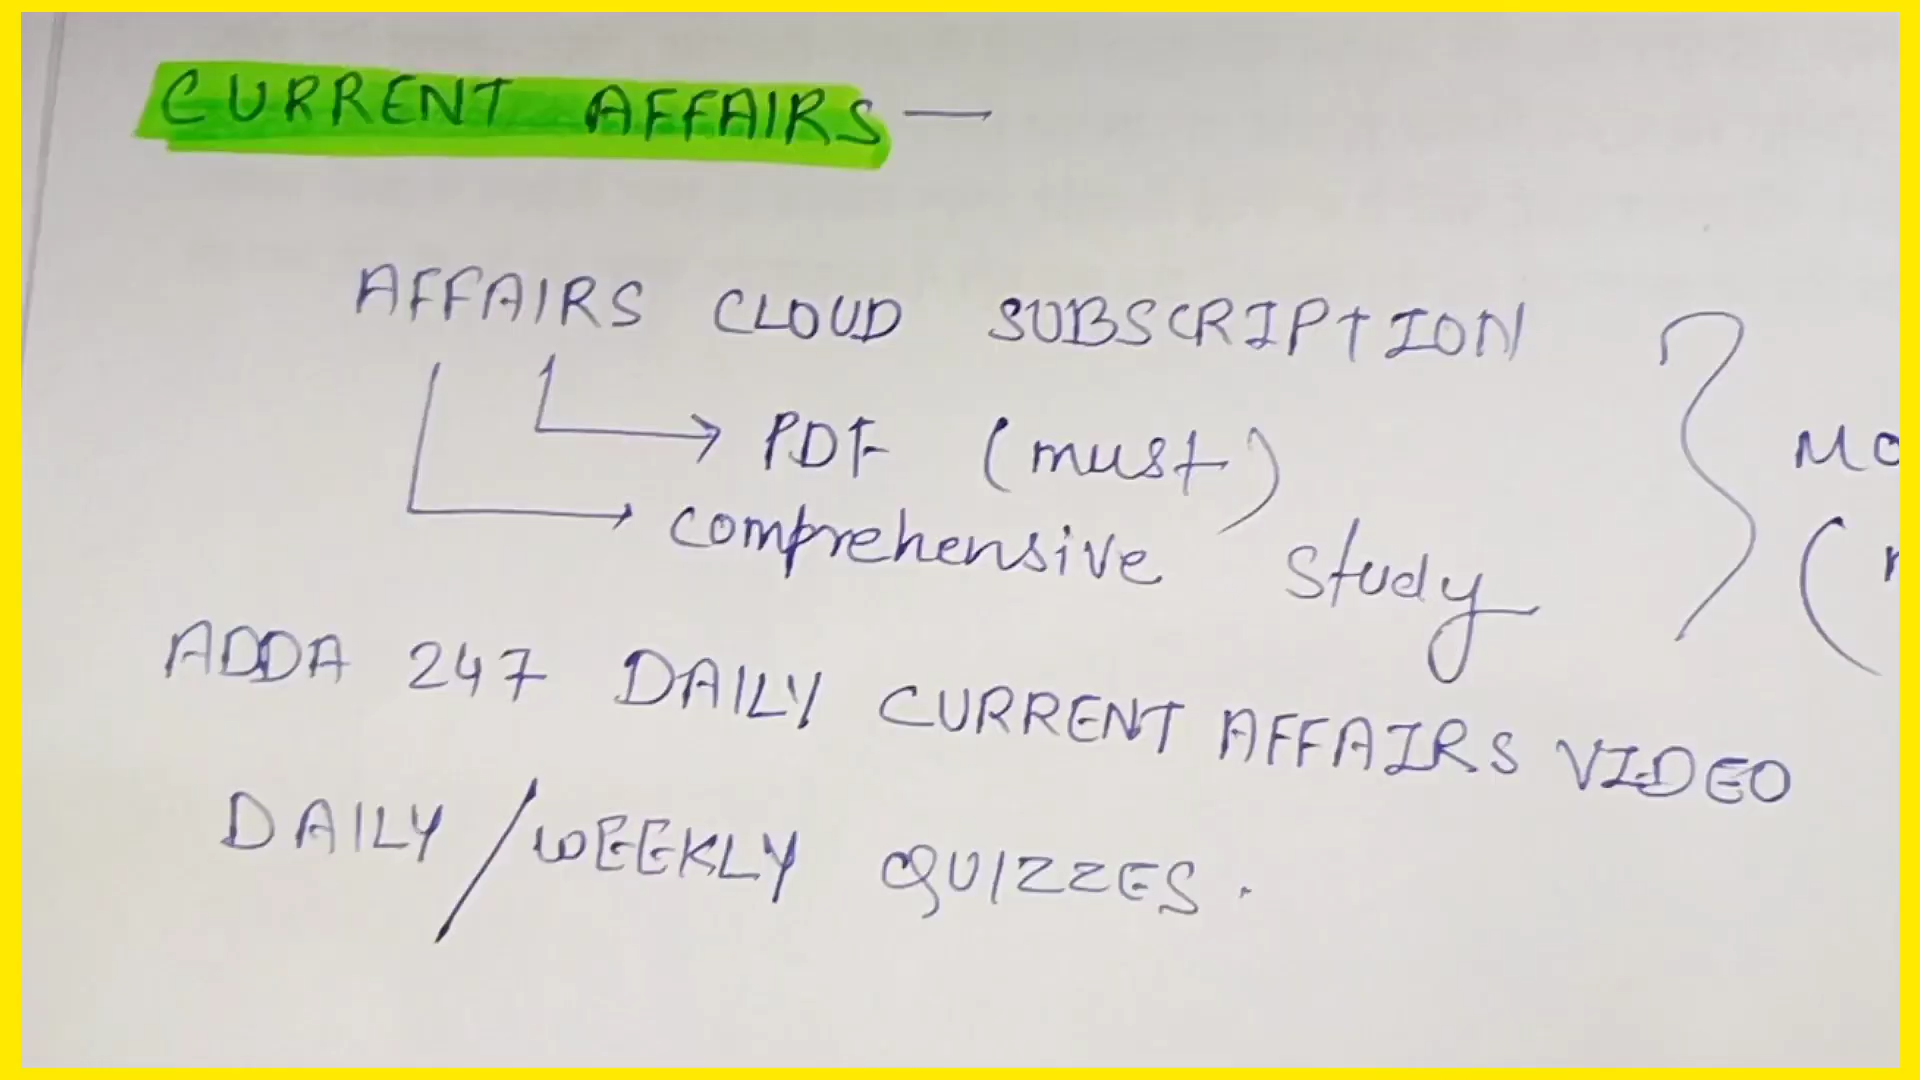 CURRENT AFFAIRS —
AFFAIRS CLOUD SUBSCRIPTION
PDF (must)
comprehensive study
ADDA 247 DAILY CURRENT AFFAIRS VIDEO
DAILY/WEEKLY QUIZZES.